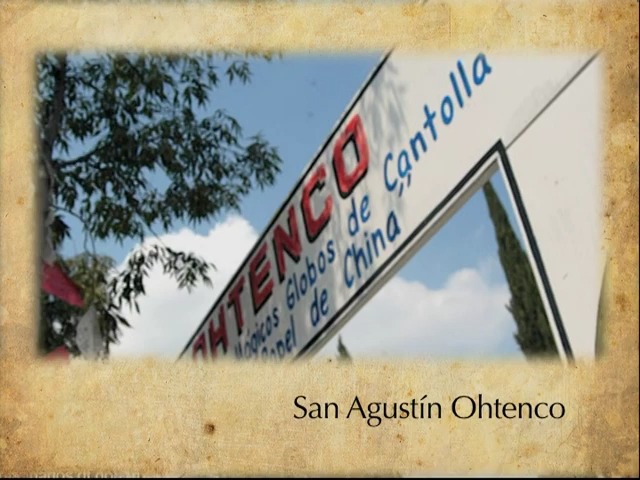 OHTENCO
Mágicos Globos de Cantolla
Papel de China"
San Agustín Ohtenco